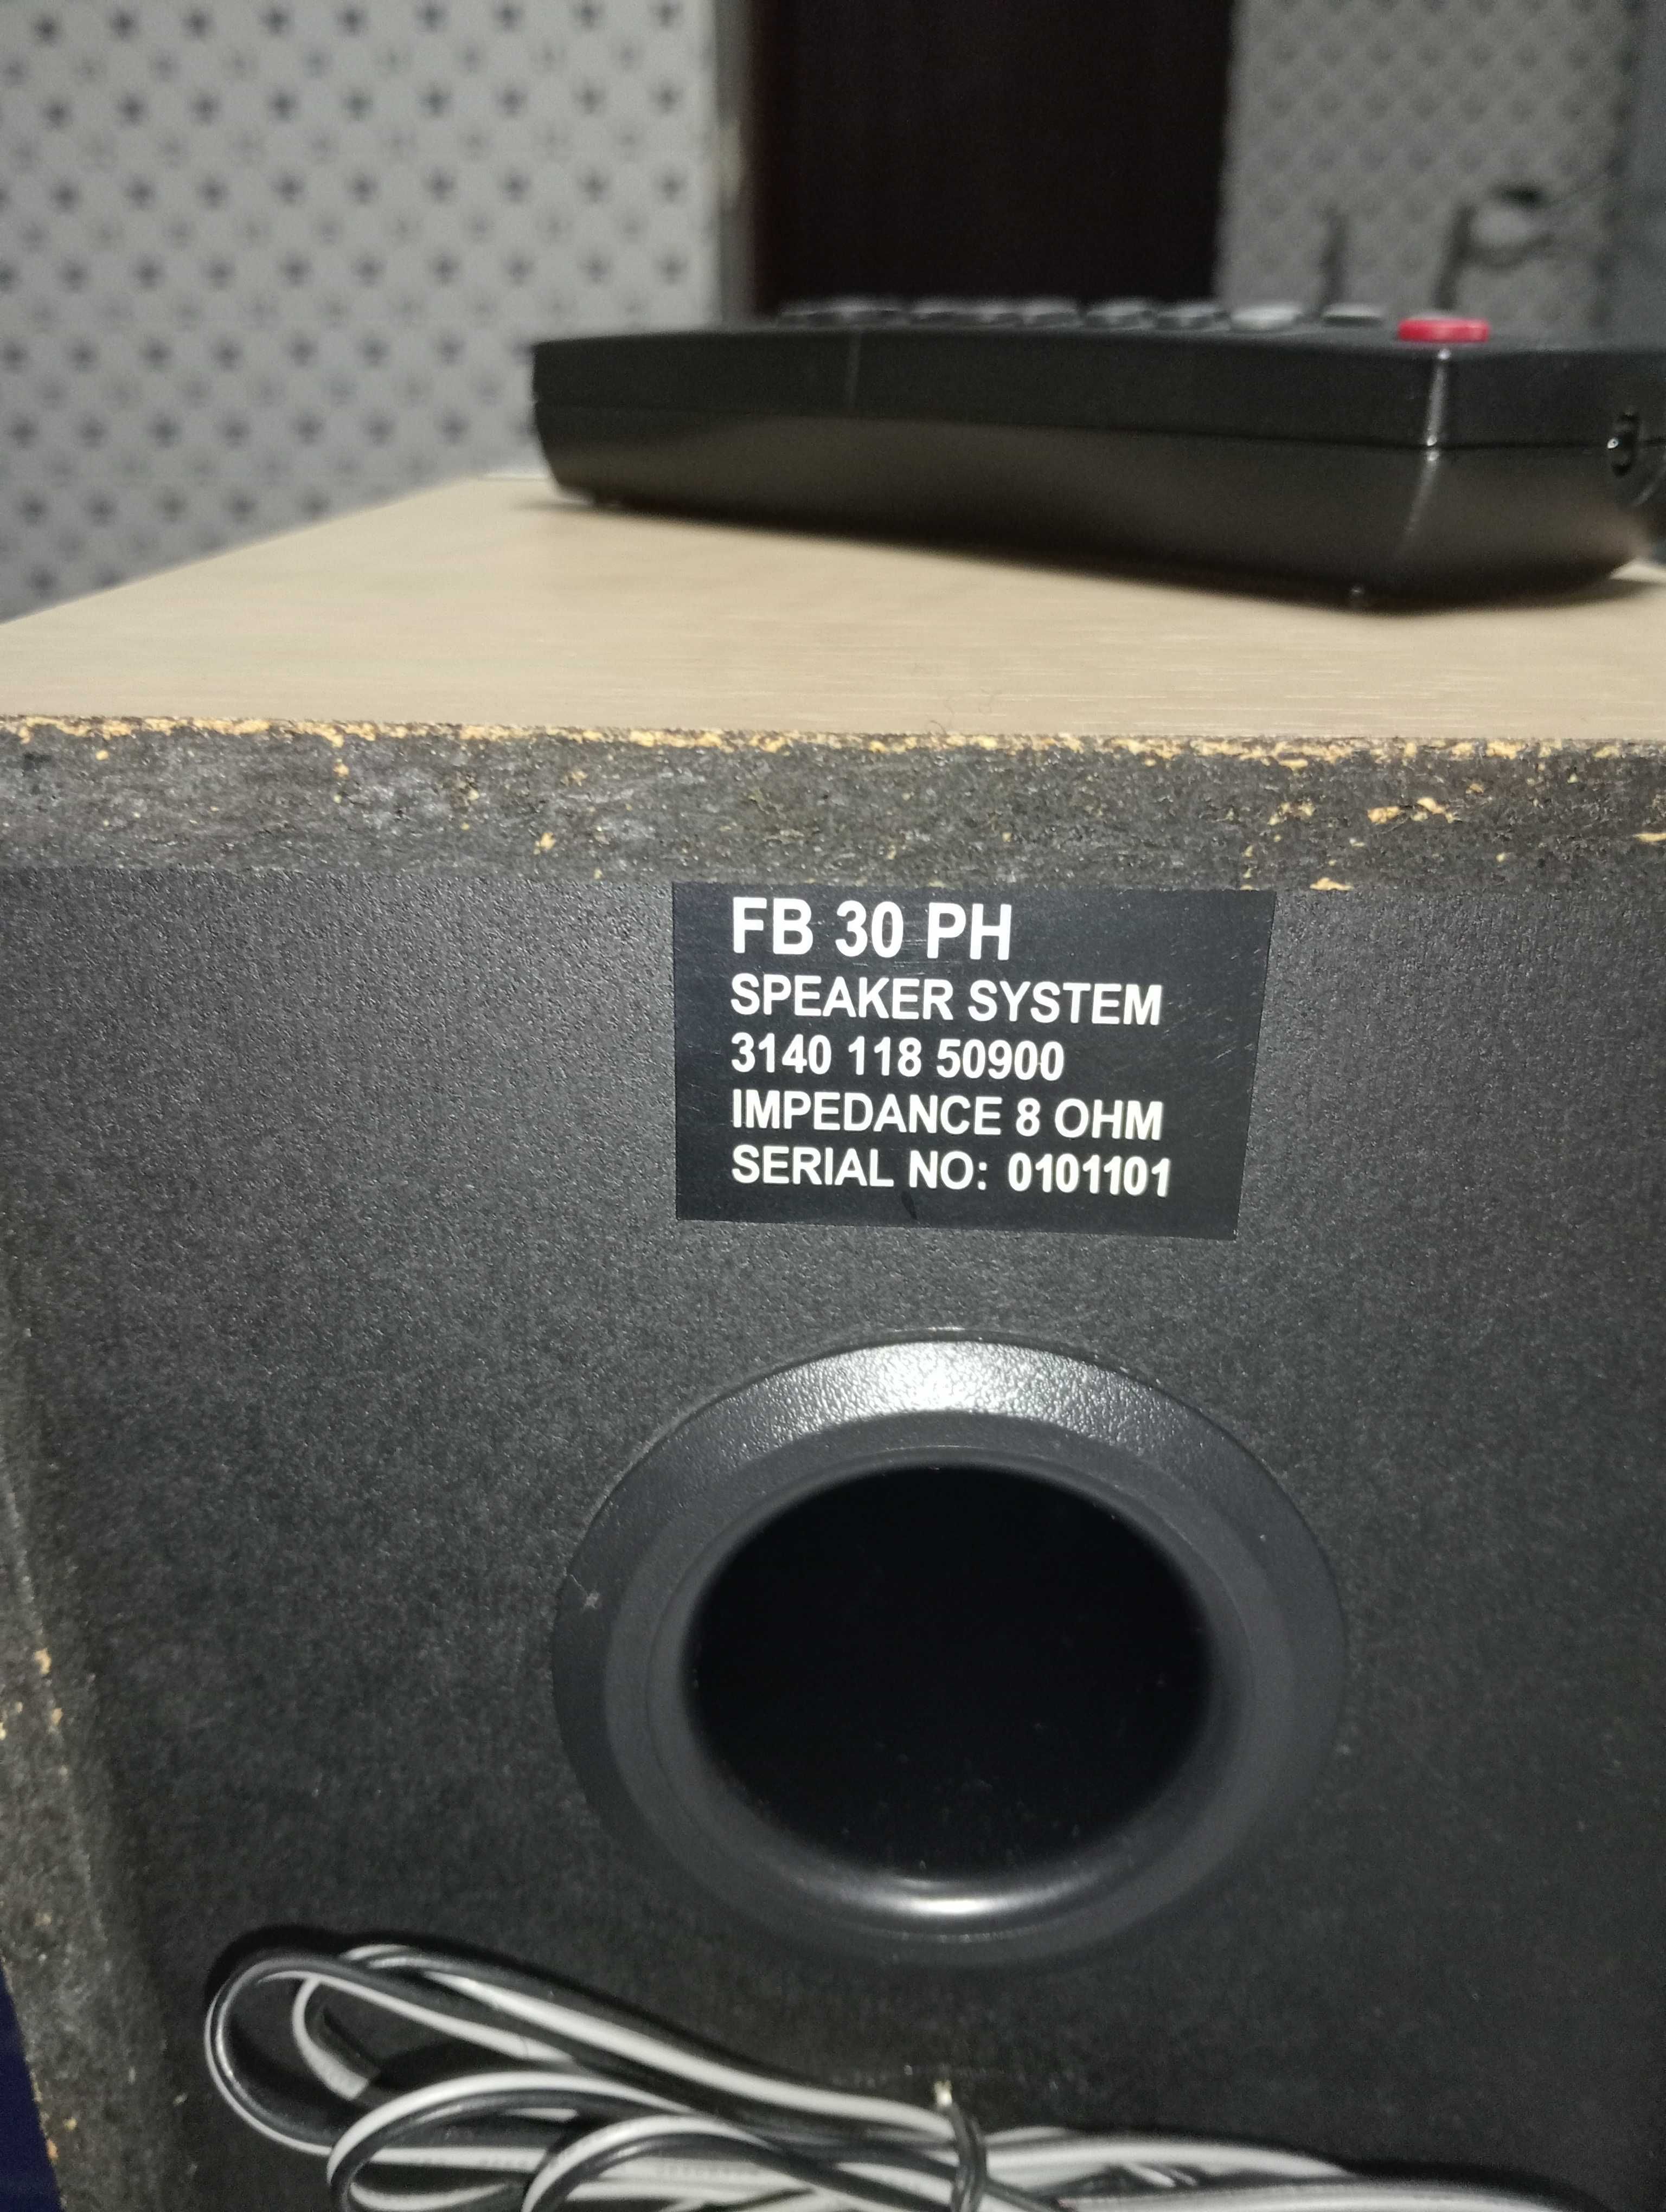 FB 30 PH
SPEAKER SYSTEM
3140 118 50900
IMPEDANCE 8 OHM
SERIAL NO: 0101101